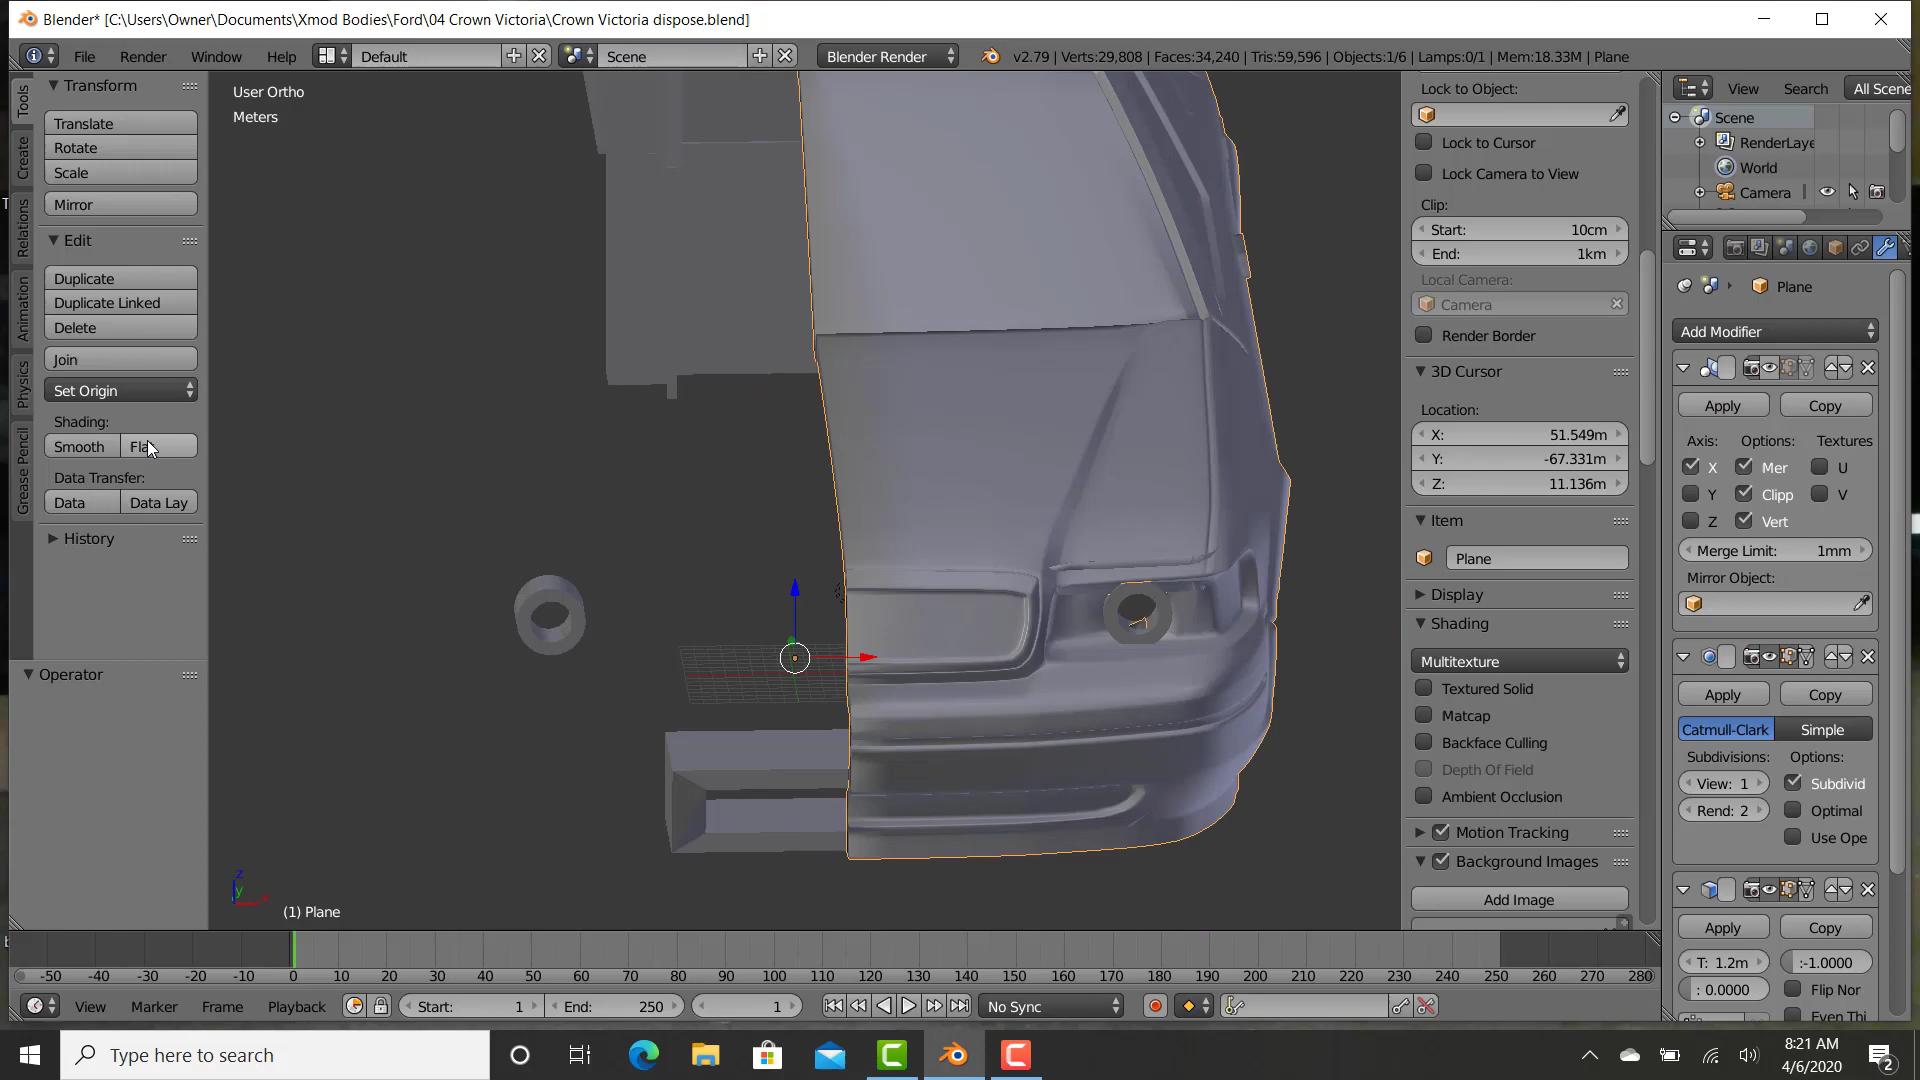 Blender* [C:\Users\Owner\Documents\Xmod Bodies\Ford\04 Crown Victoria\Crown Victoria dispose.blend]
File Render Window Help Default Scene Blender Render v2.79 | Verts:29,808 | Faces:34,240 | Tris:59,596 | Objects:1/6 | Lamps:0/1 | Mem:18.33M | Plane
Tools
Create
Relations
Animation
Physics
Grease Pencil
Transform
Translate
Rotate
Scale
Mirror
Edit
Duplicate
Duplicate Linked
Delete
Join
Set Origin
Shading:
Smooth
Data Transfer:
Data Data Lay
History
Operator
User Ortho
Meters
z
y
(1) Plane
Lock to Object:
Lock to Cursor
Lock Camera to View
Clip:
Start: 10cm
End: 1km
Local Camera:
Camera
Render Border
3D Cursor
Location:
X: 51.549m
Y: -67.331m
Z: 11.136m
Item
Plane
Display
Shading
Multitexture
Textured Solid
Matcap
Backface Culling
Depth Of Field
Ambient Occlusion
Motion Tracking
Background Images
Add Image
View Search All Scene
Scene
RenderLaye
World
Camera
Plane
Add Modifier
Apply Copy
Axis: Options: Textures
X Mer U
Y Clipp V
Z Vert
Merge Limit: 1mm
Mirror Object:
Apply Copy
Catmull-Clark Simple
Subdivisions: Options:
View: 1 Subdivid
Rend: 2 Optimal
Use Ope
Apply Copy
T: 1.2m :-1.0000
: 0.0000 Flip Nor
Even Thi
-50 -40 -30 -20 -10 0 10 20 30 40 50 60 70 80 90 100 110 120 130 140 150 160 170 180 190 200 210 220 230 240 250 260 270 280
View Marker Frame Playback Start: 1 End: 250 1 No Sync
Type here to search
8:21 AM
4/6/2020
2